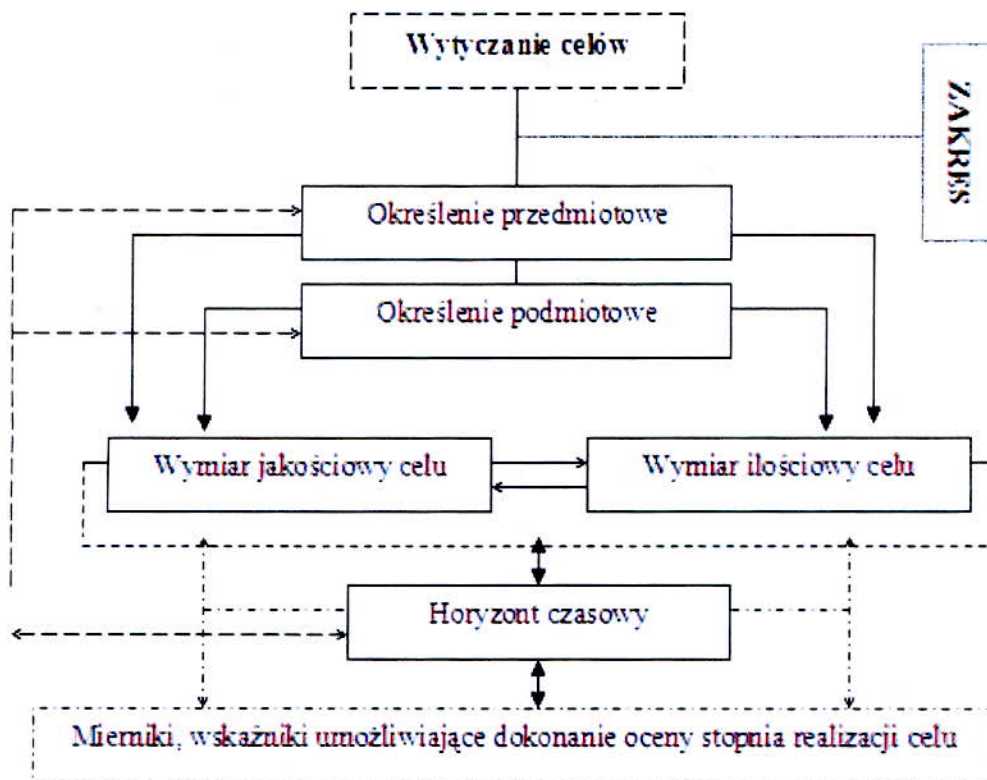 Wytyczanie celów
ZAKRES
Określenie przedmiotowe
Określenie podmiotowe
Wymiar jakościowy celu
Wymiar ilościowy celu
Horyzont czasowy
Mierniki, wskaźniki umożliwiające dokonanie oceny stopnia realizacji celu